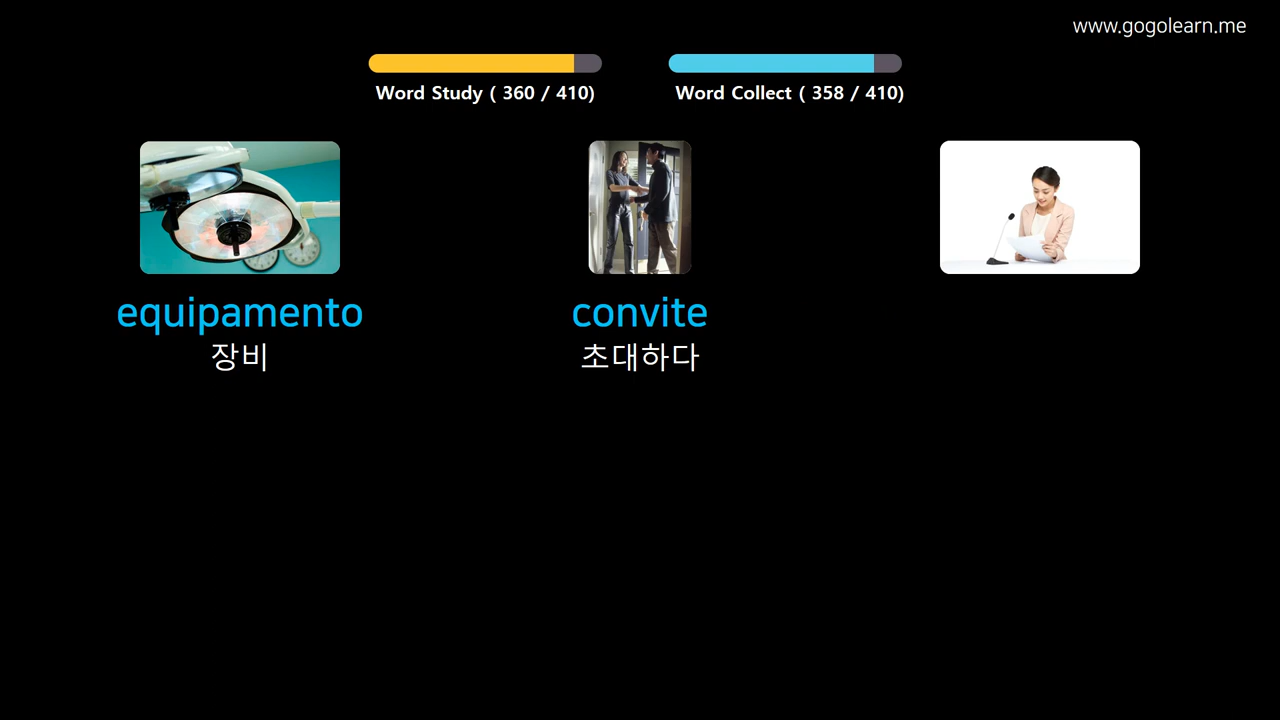 www.gogolearn.me
Word Study ( 360 / 410)
Word Collect ( 358 / 410)
equipamento
convite
장비
초대하다